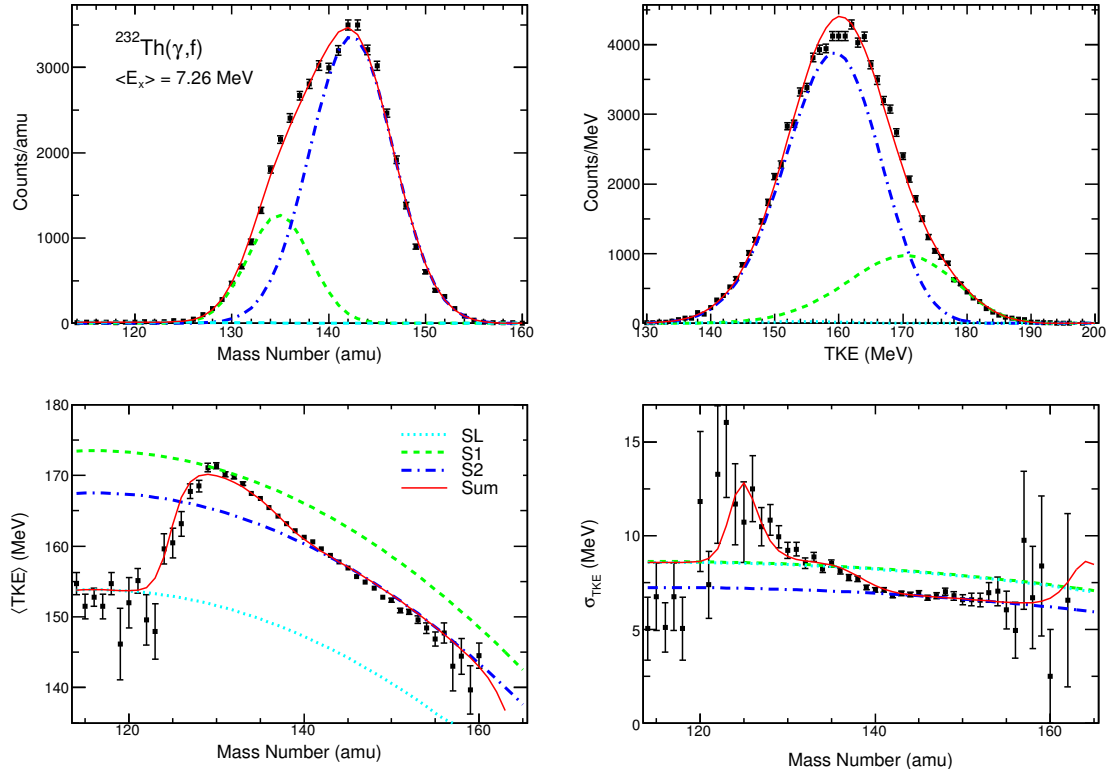 ²³²Th(γ,f)
<Eₓ> = 7.26 MeV
Counts/amu
3000
2000
1000
0
120 130 140 150 160
Mass Number (amu)
Counts/MeV
4000
3000
2000
1000
0
130 140 150 160 170 180 190 200
TKE (MeV)
⟨TKE⟩ (MeV)
180
170
160
150
140
SL
S1
S2
Sum
120 140 160
Mass Number (amu)
σTKE (MeV)
15
10
5
0
120 140 160
Mass Number (amu)